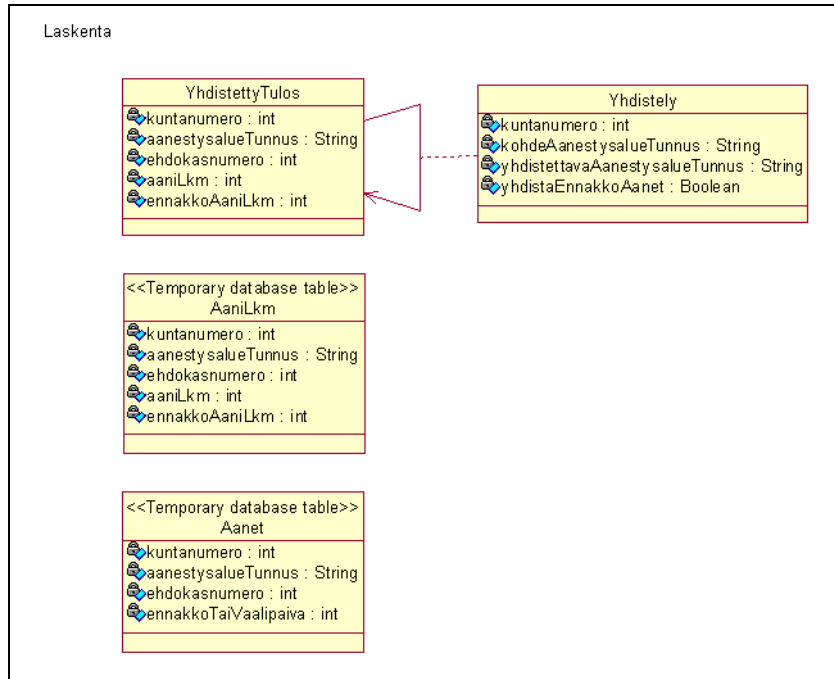 Laskenta
YhdistettyTulos
kuntanumero : int
aanestysalueTunnus : String
ehdokasnumero : int
aaniLkm : int
ennakkoAaniLkm : int
Yhdistely
kuntanumero : int
kohdeAanestysalueTunnus : String
yhdistettavaAanestysalueTunnus : String
yhdistaEnnakkoAanet : Boolean
<<Temporary database table>>
AaniLkm
kuntanumero : int
aanestysalueTunnus : String
ehdokasnumero : int
aaniLkm : int
ennakkoAaniLkm : int
<<Temporary database table>>
Aanet
kuntanumero : int
aanestysalueTunnus : String
ehdokasnumero : int
ennakkoTaiVaalipaiva : int